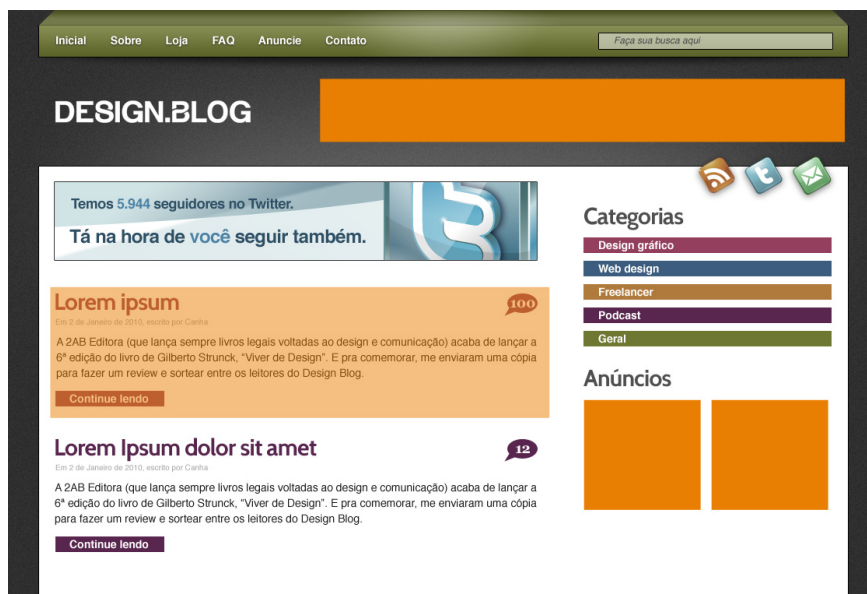 Inicial Sobre Loja FAQ Anuncie Contato Faça sua busca aqui
DESIGN.BLOG
Temos 5.944 seguidores no Twitter.
Tá na hora de você seguir também.
Lorem ipsum 100
Em 2 de Janeiro de 2010, escrito por Canha
A 2AB Editora (que lança sempre livros legais voltadas ao design e comunicação) acaba de lançar a
6ª edição do livro de Gilberto Strunck, “Viver de Design”. E pra comemorar, me enviaram uma cópia
para fazer um review e sortear entre os leitores do Design Blog.
Continue lendo
Lorem Ipsum dolor sit amet 12
Em 2 de Janeiro de 2010, escrito por Canha
A 2AB Editora (que lança sempre livros legais voltadas ao design e comunicação) acaba de lançar a
6ª edição do livro de Gilberto Strunck, “Viver de Design”. E pra comemorar, me enviaram uma cópia
para fazer um review e sortear entre os leitores do Design Blog.
Continue lendo
Categorias
Design gráfico
Web design
Freelancer
Podcast
Geral
Anúncios